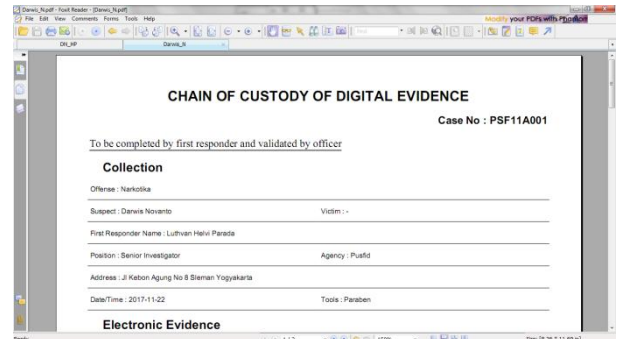 Darwis_N.pdf - Foxit Reader - [Darwis_N.pdf]
File Edit View Comments Forms Tools Help
Modify your PDFs with Phantom
DN_HP
Darwis_N
CHAIN OF CUSTODY OF DIGITAL EVIDENCE
Case No : PSF11A001
To be completed by first responder and validated by officer
Collection
Offense : Narkotika
Suspect : Darwis Novanto Victim : -
First Responder Name : Luthvan Helvi Parada
Position : Senior Investigator Agency : Pusfid
Address : Jl Kebon Agung No 8 Sleman Yogyakarta
Date/Time : 2017-11-22 Tools : Paraben
Electronic Evidence